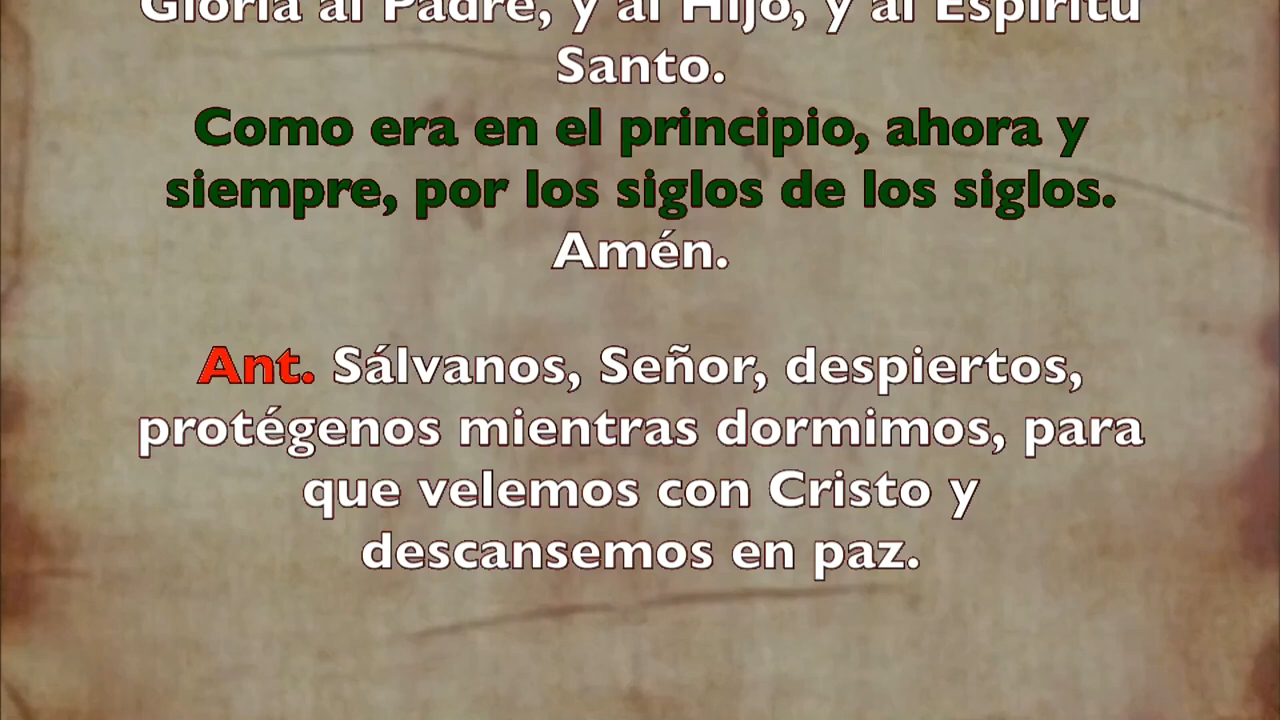 Gloria al Padre, y al Hijo, y al Espíritu
Santo.
Como era en el principio, ahora y
siempre, por los siglos de los siglos.
Amén.
Ant. Sálvanos, Señor, despiertos,
protégenos mientras dormimos, para
que velemos con Cristo y
descansemos en paz.